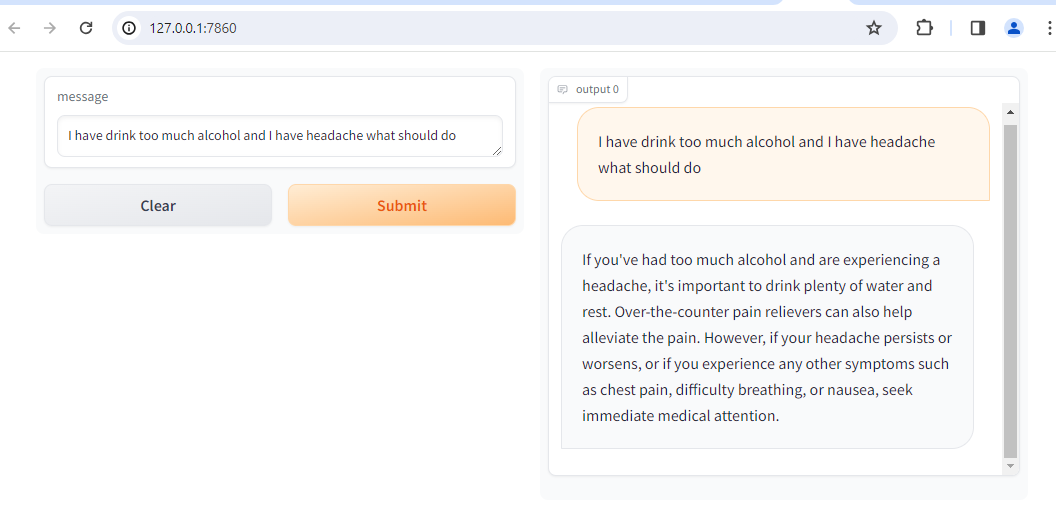 127.0.0.1:7860
message
I have drink too much alcohol and I have headache what should do
Clear
Submit
output 0
I have drink too much alcohol and I have headache
what should do
If you've had too much alcohol and are experiencing a
headache, it's important to drink plenty of water and
rest. Over-the-counter pain relievers can also help
alleviate the pain. However, if your headache persists or
worsens, or if you experience any other symptoms such
as chest pain, difficulty breathing, or nausea, seek
immediate medical attention.